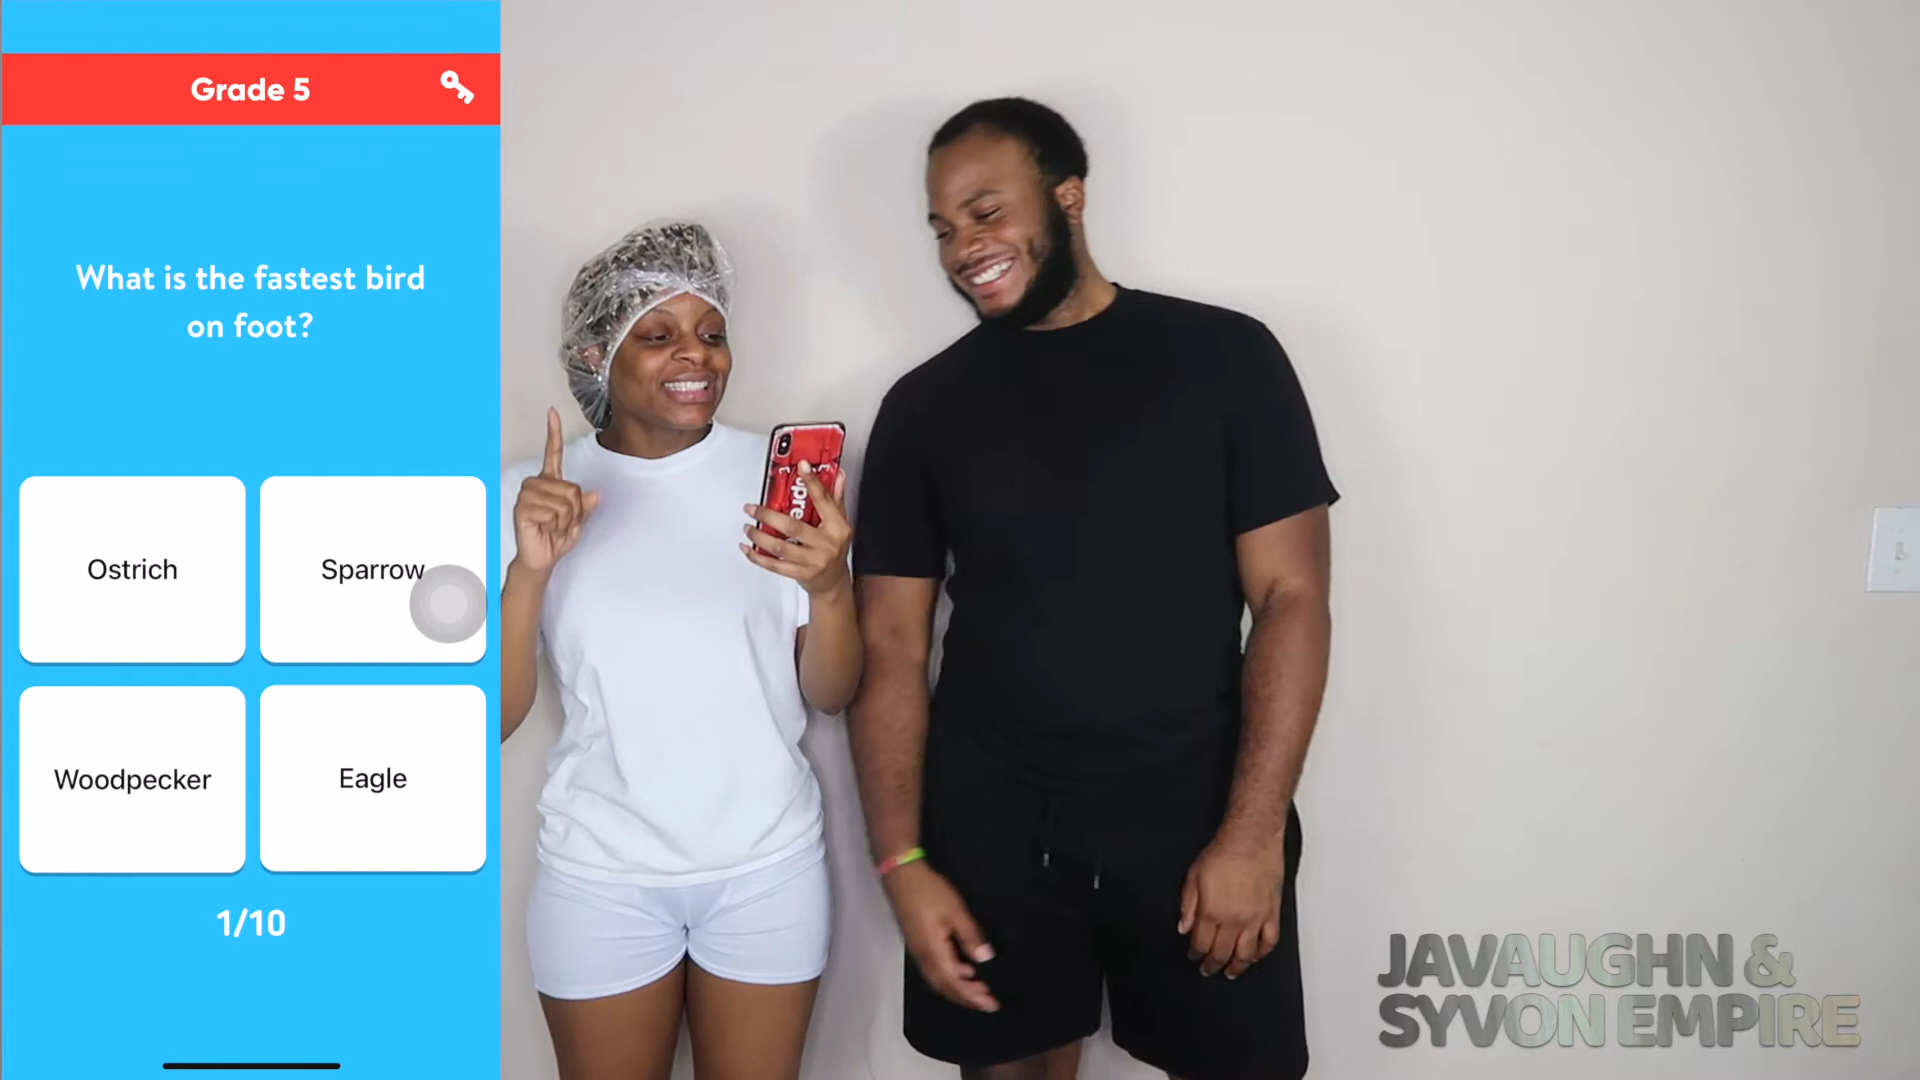 Grade 5
What is the fastest bird
on foot?
Ostrich
Sparrow
Woodpecker
Eagle
1/10
JAVAUGHN &
SYVON EMPIRE